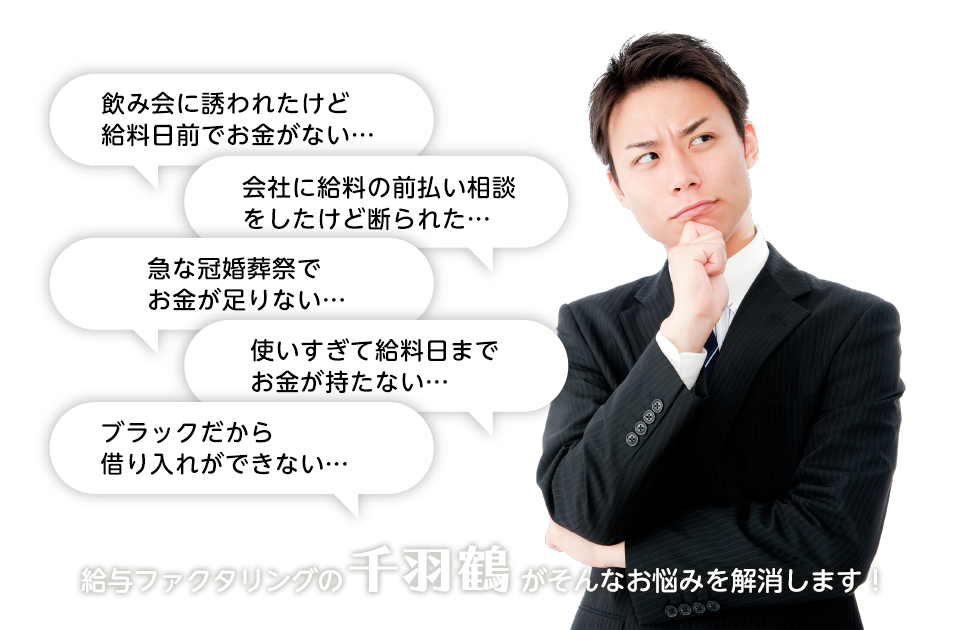 飲み会に誘われたけど
給料日前でお金がない…
会社に給料の前払い相談
をしたけど断られた…
急な冠婚葬祭で
お金が足りない…
使いすぎて給料日まで
お金が持たない…
ブラックだから
借り入れができない…
給与ファクタリングの千羽鶴がそんなお悩みを解消します！